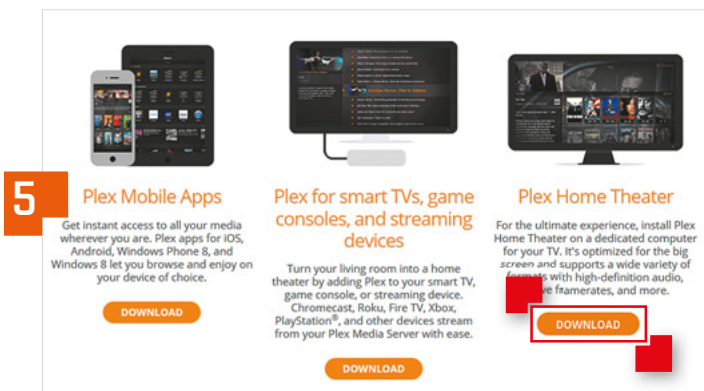 5
Plex Mobile Apps
Get instant access to all your media
wherever you are. Plex apps for iOS,
Android, Windows Phone 8, and
Windows 8 let you browse and enjoy on
your device of choice.
DOWNLOAD
Plex for smart TVs, game
consoles, and streaming
devices
Turn your living room into a home
theater by adding Plex to your smart TV,
game console, or streaming device.
Chromecast, Roku, Fire TV, Xbox,
PlayStation®, and other devices stream
from your Plex Media Server with ease.
DOWNLOAD
Plex Home Theater
For the ultimate experience, install Plex
Home Theater on a dedicated computer
for your TV. It's optimized for the big
screen and supports a wide variety of
formats with high-definition audio,
framerates, and more.
DOWNLOAD